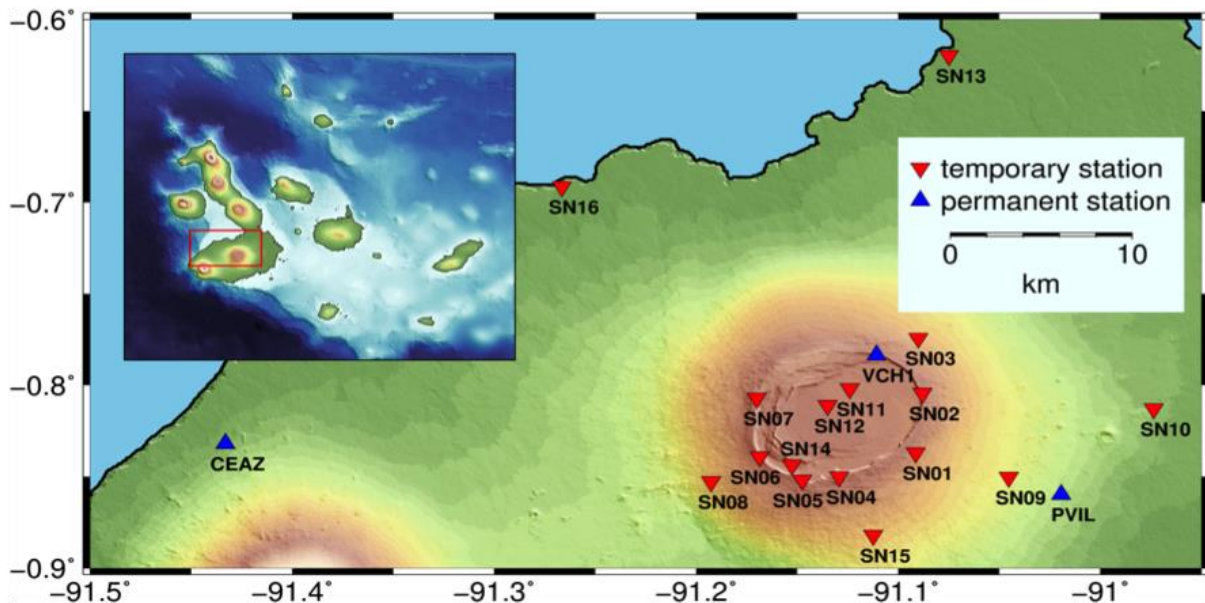 −0.6°
−0.7°
−0.8°
−0.9°
−91.5°
−91.4°
−91.3°
−91.2°
−91.1°
−91°
SN13
temporary station
permanent station
0 10
km
SN16
SN03
VCH1
SN02
SN11
SN07
SN12
SN10
CEAZ
SN14
SN01
SN06
SN05
SN04
SN08
SN09
PVIL
SN15